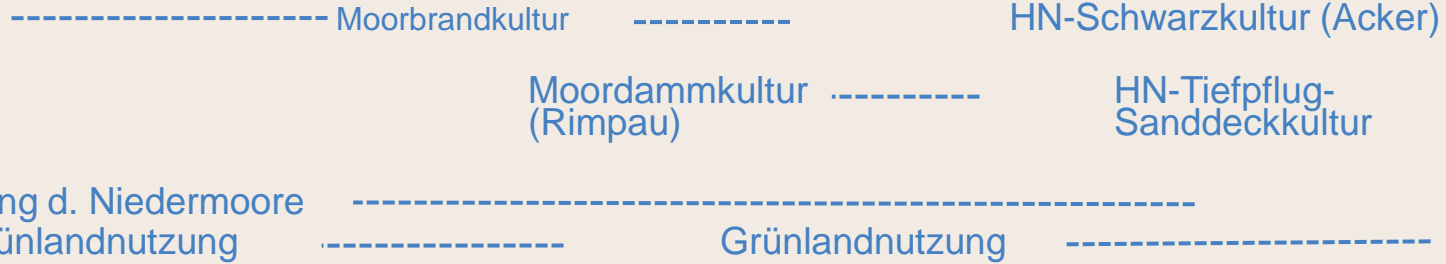 Moorbrandkultur HN-Schwarzkultur (Acker)
Moordammkultur HN-Tiefpflug-
(Rimpau) Sanddeckkultur
ng d. Niedermoore
ünlandnutzung Grünlandnutzung